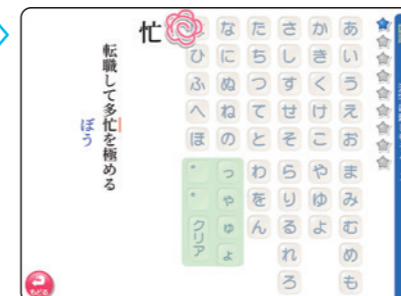 あいうえお
かきくけこ
さしすせそ
たちつてと
なにぬねの
ひふへほ
まみむめも
やゆよ
らりるれろ
わをん
っゃゅょ
゛゜クリア
忙
転職して多忙を極める
ぼう
もどる